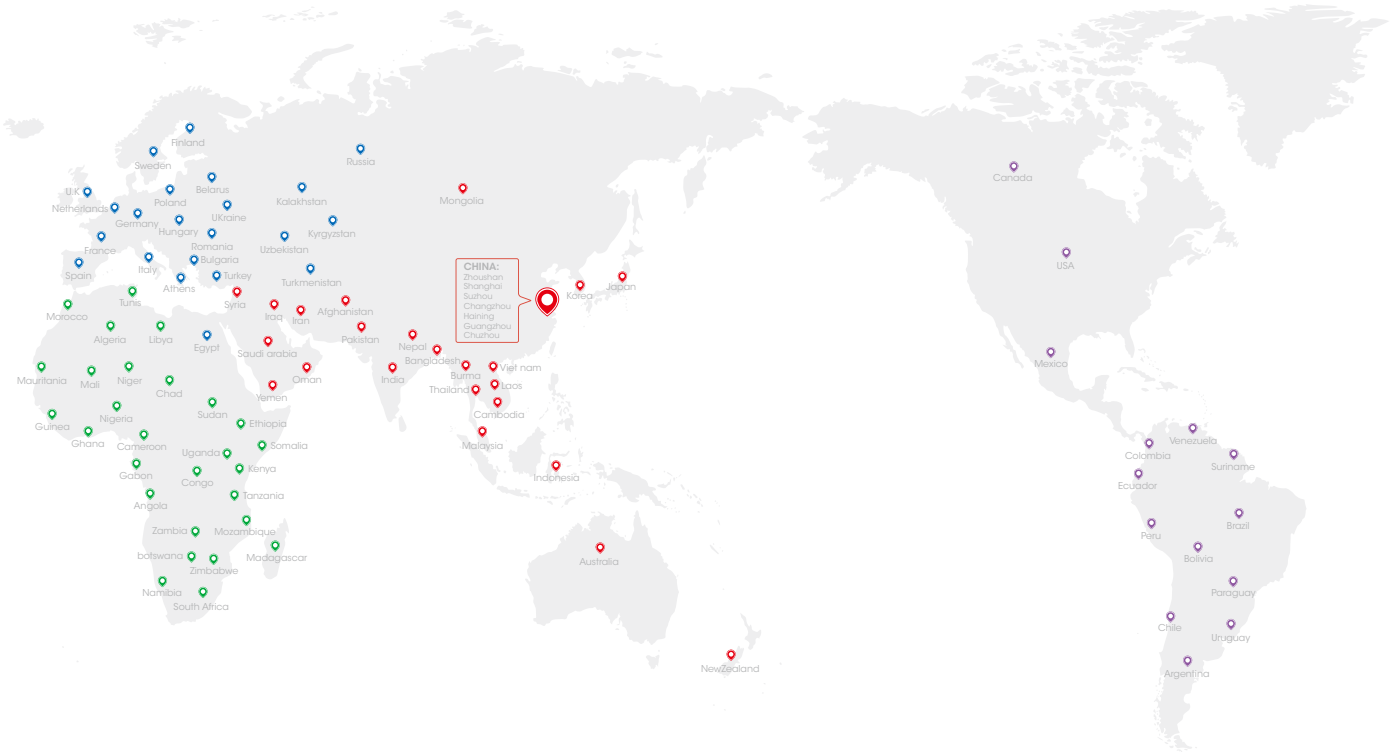 Finland
Sweden
Russia
U.K
Belarus
Poland
Kalakhstan
Mongolia
Canada
Netherlands
Germany
UKraine
Hungary
Kyrgyzstan
France
Romania
Uzbekistan
Italy
Bulgaria
Spain
Athens
Turkey
Turkmenistan
USA
CHINA:
Zhoushan
Shanghai
Suzhou
Changzhou
Haining
Guangzhou
Chuzhou
Korea
Japan
Tunis
Syria
Morocco
Iraq
Iran
Afghanistan
Algeria
Libya
Egypt
Saudi arabia
Pakistan
Nepal
Bangladesh
Mexico
Mauritania
Mali
Niger
Chad
Oman
India
Burma
Viet nam
Yemen
Thailand
Laos
Guinea
Nigeria
Sudan
Ethiopia
Cambodia
Ghana
Cameroon
Somalia
Malaysia
Venezuela
Colombia
Uganda
Suriname
Gabon
Congo
Kenya
Indonesia
Ecuador
Angola
Tanzania
Zambia
Mozambique
Brazil
Peru
botswana
Zimbabwe
Madagascar
Australia
Bolivia
Namibia
South Africa
Paraguay
Chile
Uruguay
NewZealand
Argentina